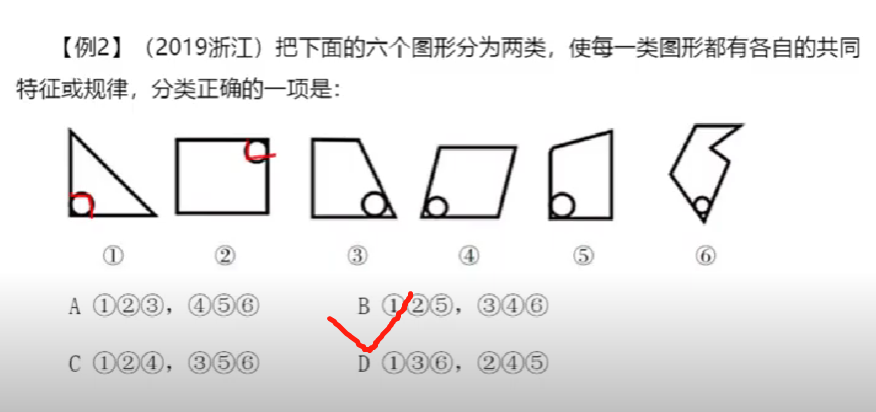 【例2】（2019浙江）把下面的六个图形分为两类，使每一类图形都有各自的共同
特征或规律，分类正确的一项是：
① ② ③ ④ ⑤ ⑥
A ①②③，④⑤⑥ B ①②⑤，③④⑥
C ①②④，③⑤⑥ D ①③⑥，②④⑤